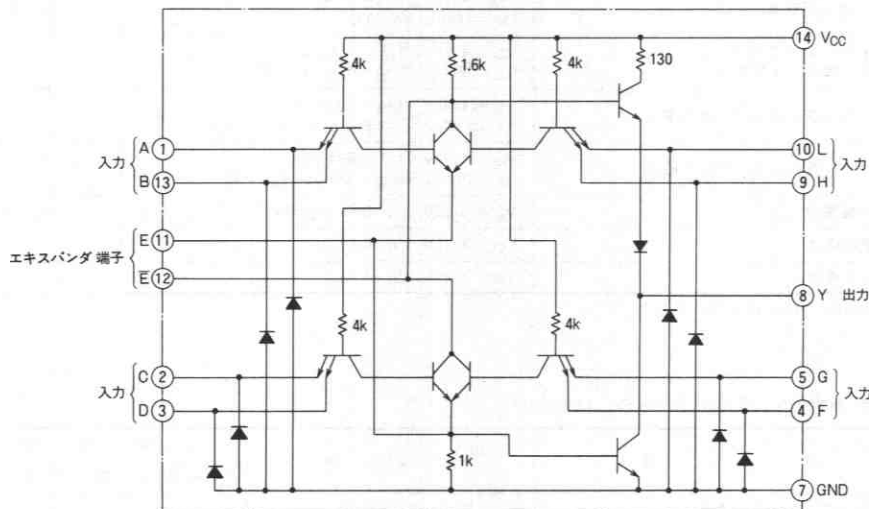 14 VCC
4k 1.6k 4k 130
A 1
入力
B 13
10 L
入力
9 H
E 11
エキスパンダ 端子
E̅ 12
8 Y 出力
4k 4k
C 2
入力
D 3
5 G
入力
4 F
1k
7 GND